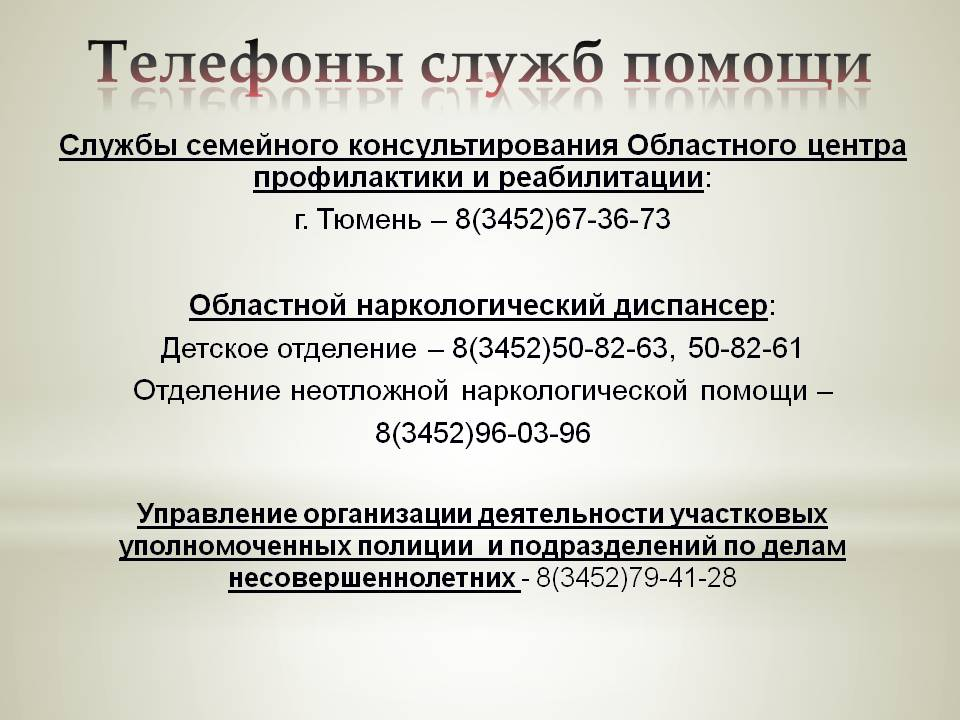 Телефоны служб помощи
Службы семейного консультирования Областного центра
профилактики и реабилитации:
г. Тюмень – 8(3452)67-36-73
Областной наркологический диспансер:
Детское отделение – 8(3452)50-82-63, 50-82-61
Отделение неотложной наркологической помощи –
8(3452)96-03-96
Управление организации деятельности участковых
уполномоченных полиции и подразделений по делам
несовершеннолетних - 8(3452)79-41-28